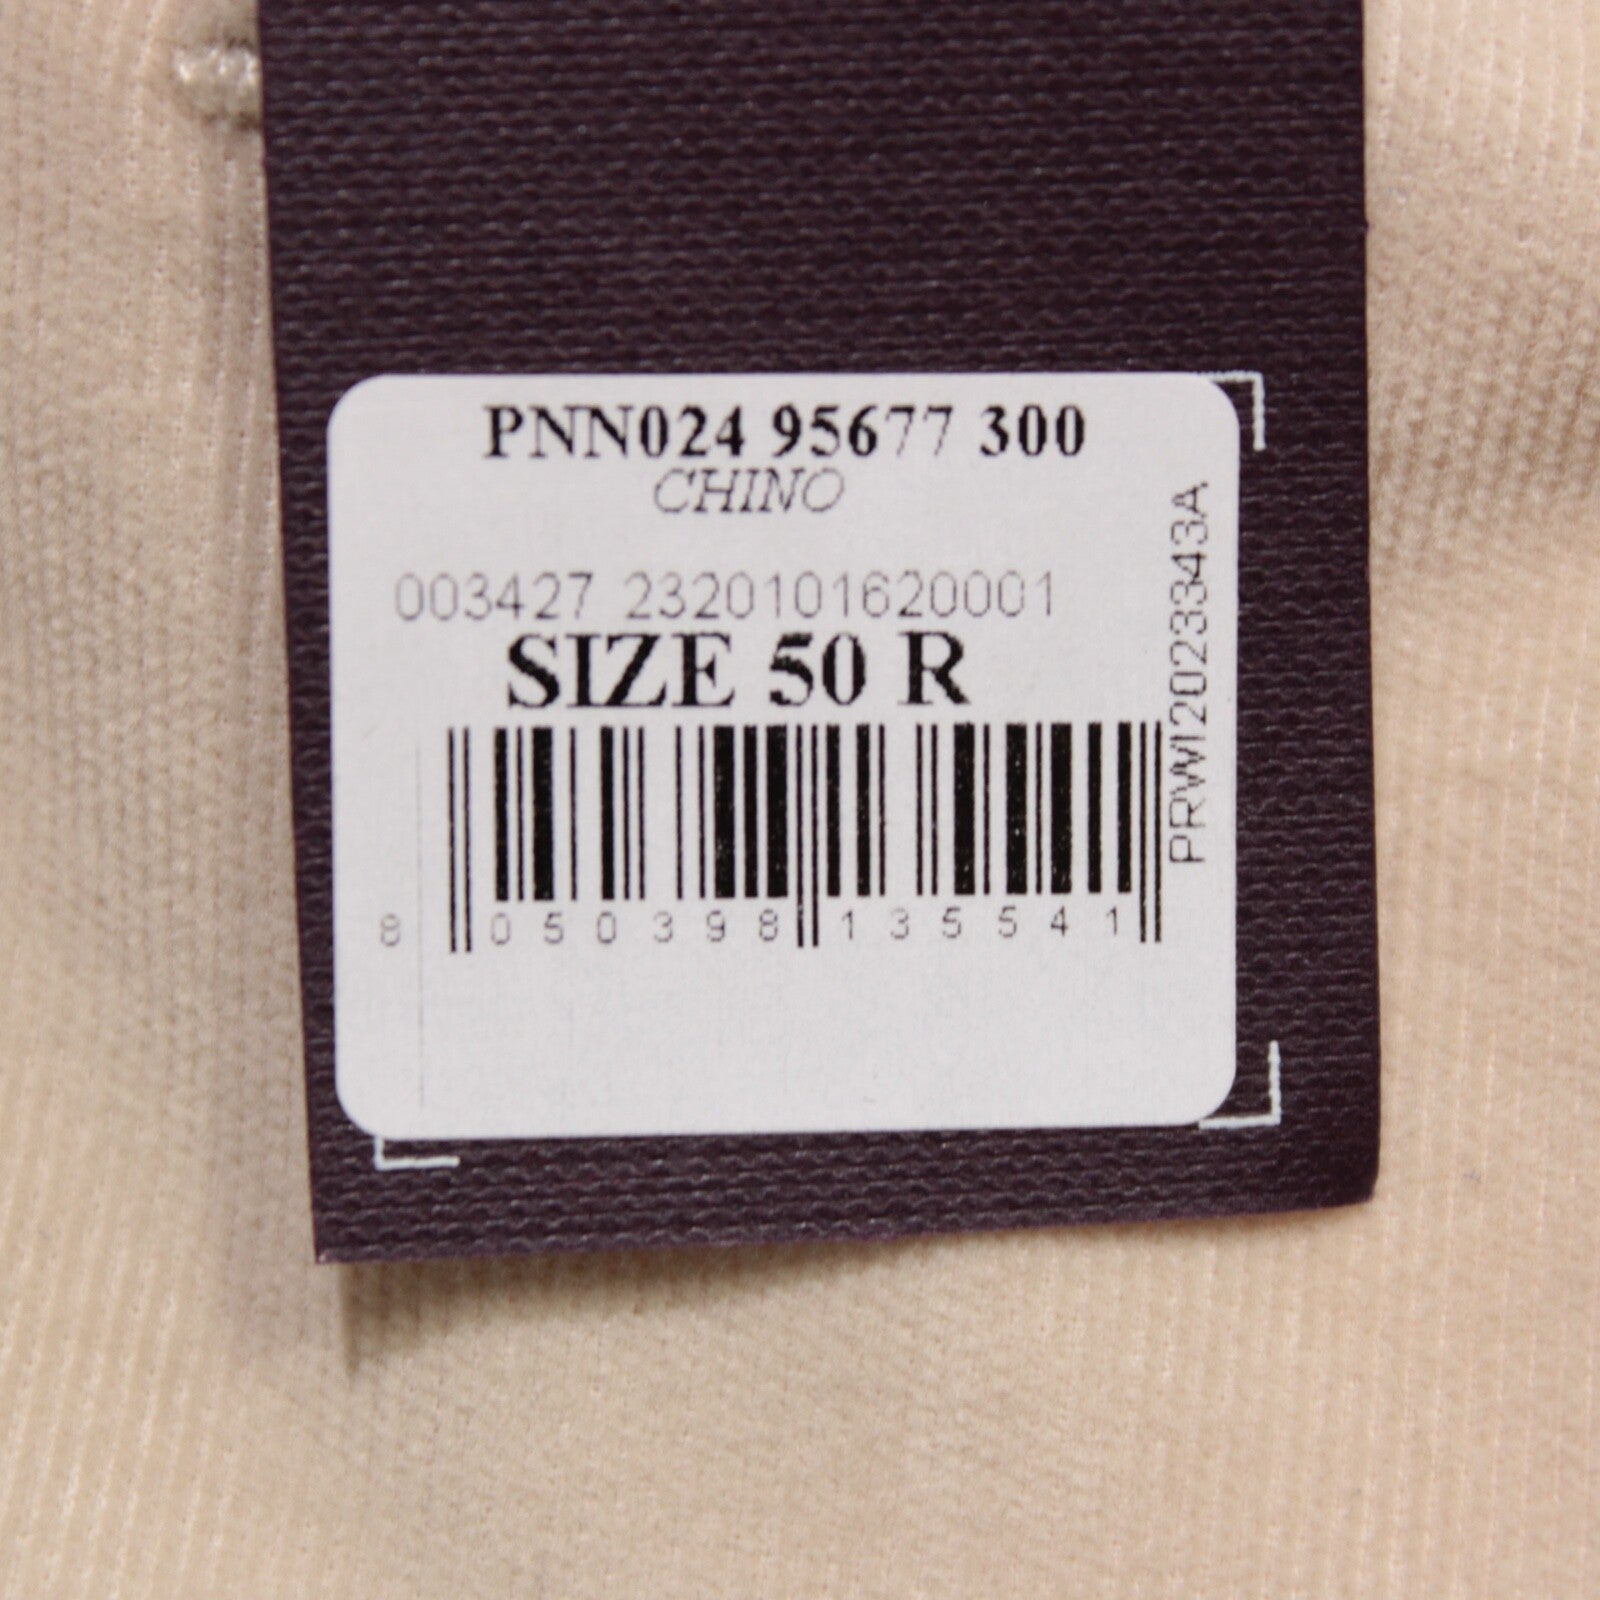 PNN024 95677 300
CHINO
003427 2320101620001
SIZE 50 R
8 050398 135541
PRWI2023343A